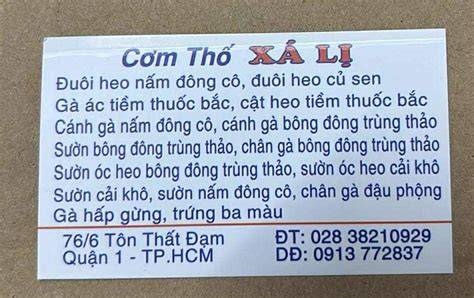 Cơm Thố XÁ LỊ
Đuôi heo nấm đông cô, đuôi heo củ sen
Gà ác tiềm thuốc bắc, cật heo tiềm thuốc bắc
Cánh gà nấm đông cô, cánh gà bông đông trùng thảo
Sườn bông đông trùng thảo, chân gà bông đông trùng thảo
Sườn óc heo bông đông trùng thảo, sườn óc heo cải khô
Sườn cải khô, sườn nấm đông cô, chân gà đậu phộng
Gà hấp gừng, trứng ba màu
76/6 Tôn Thất Đạm ĐT: 028 38210929
Quận 1 - TP.HCM DĐ: 0913 772837